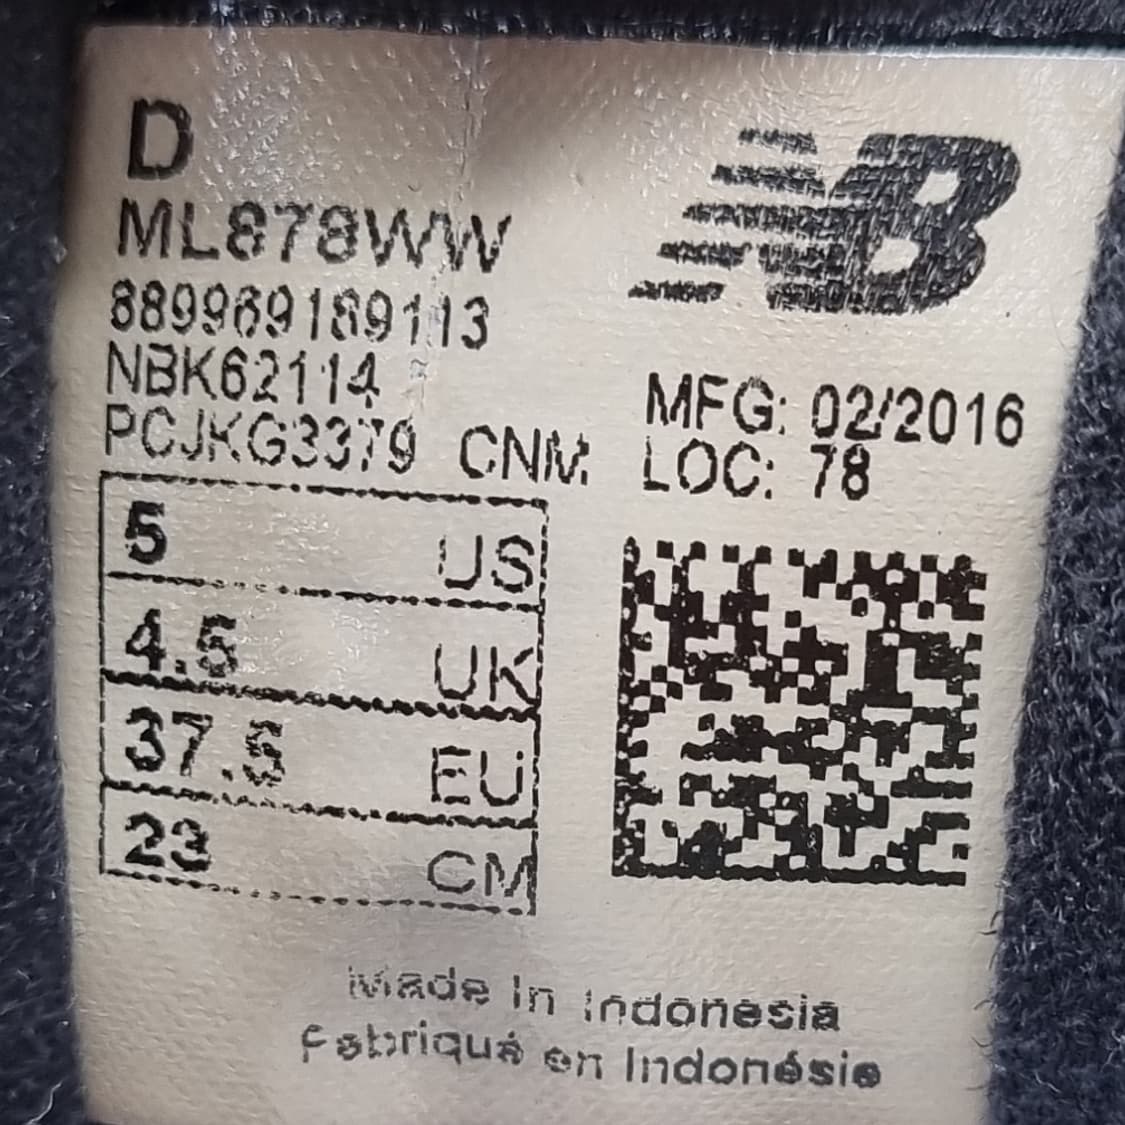 D
ML878WW
889969189113
NBK62114
PCJKG3379 CNM
NB
MFG: 02/2016
LOC: 78
5 US
4.5 UK
37.5 EU
23 CM
Made in Indonesia
Fabriqué en Indonésie